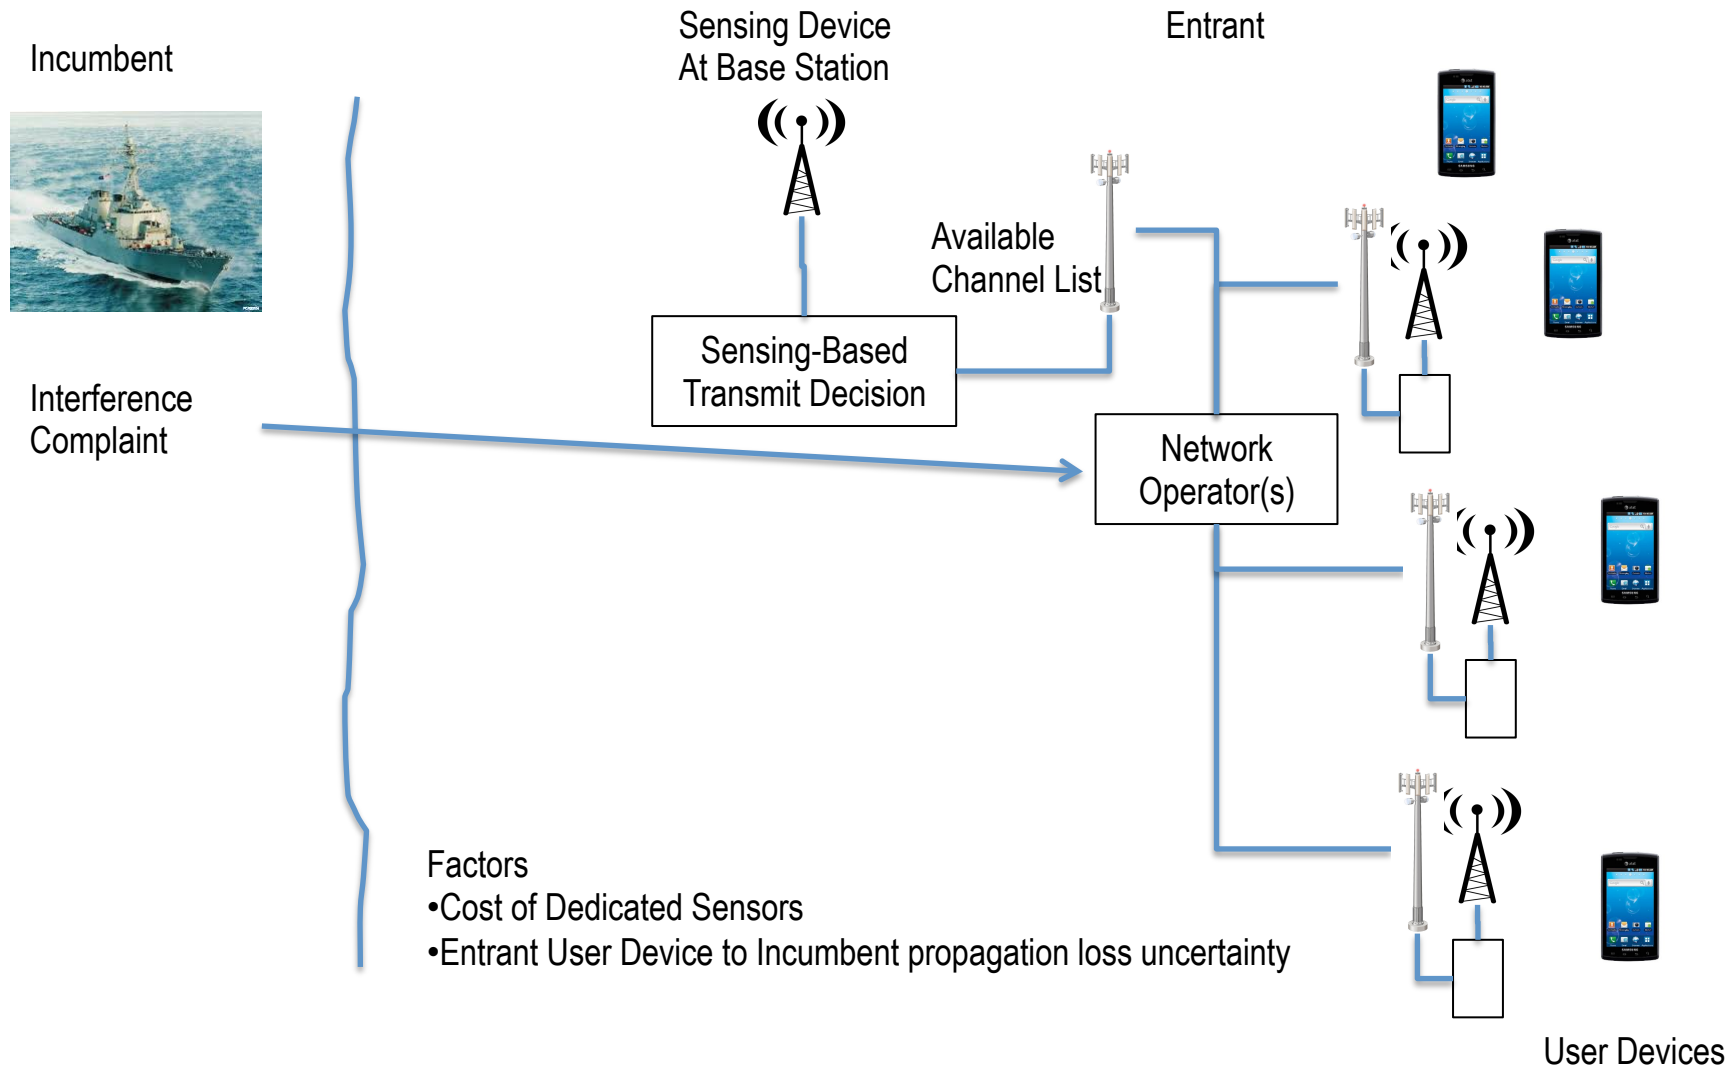 Incumbent
Sensing Device
At Base Station
Entrant
Available
Channel List
Sensing-Based
Transmit Decision
Interference
Complaint
Network
Operator(s)
Factors
•Cost of Dedicated Sensors
•Entrant User Device to Incumbent propagation loss uncertainty
User Devices